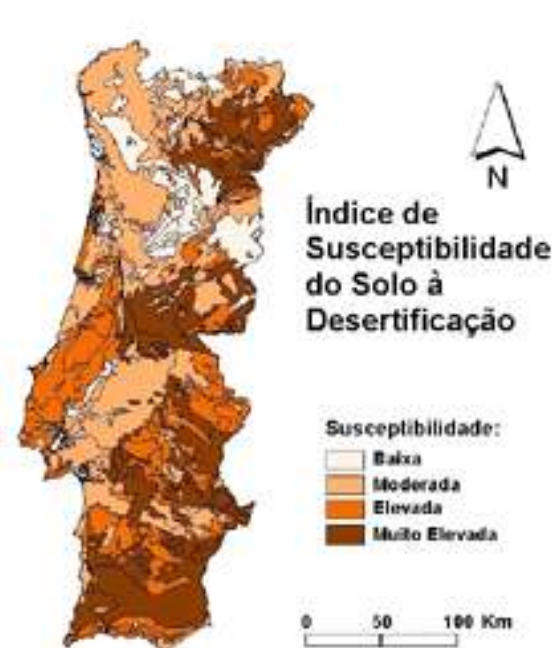 N
Índice de
Susceptibilidade
do Solo à
Desertificação
Susceptibilidade:
Baixa
Moderada
Elevada
Muito Elevada
0 50 100 Km